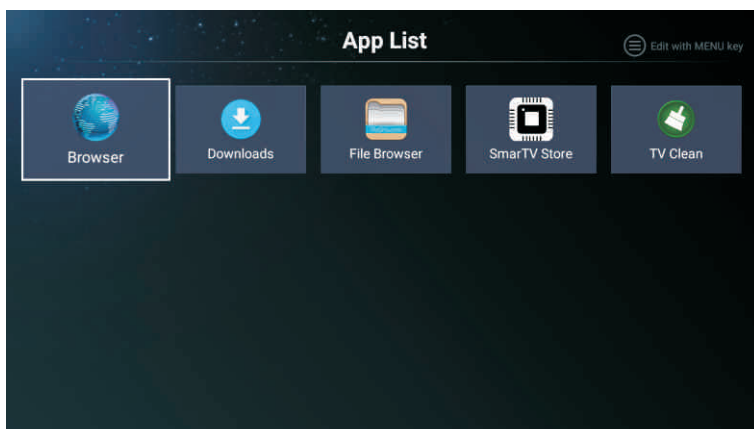 App List
Edit with MENU key
Browser
Downloads
File Browser
SmarTV Store
TV Clean